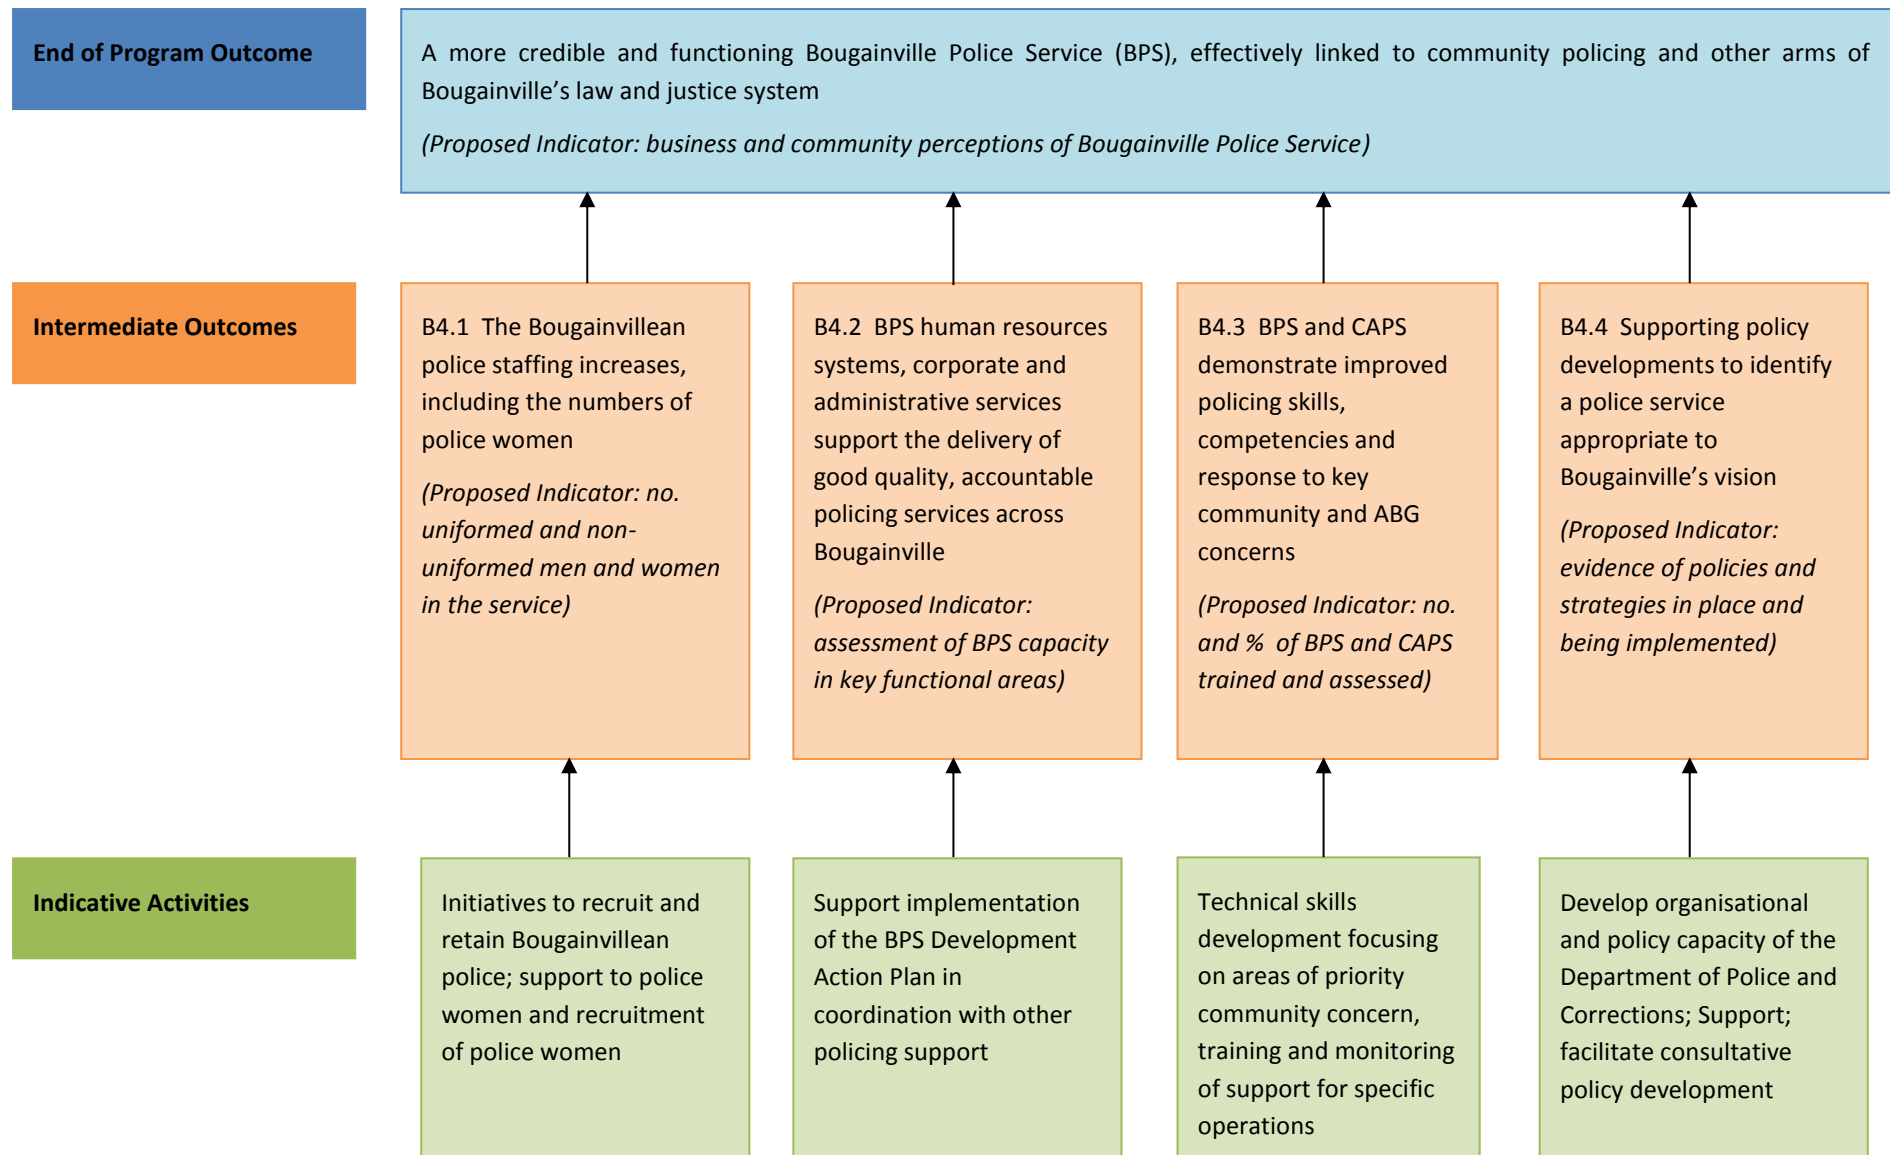 End of Program Outcome
A more credible and functioning Bougainville Police Service (BPS), effectively linked to community policing and other arms of
Bougainville’s law and justice system
(Proposed Indicator: business and community perceptions of Bougainville Police Service)
Intermediate Outcomes
B4.1 The Bougainvillean
police staffing increases,
including the numbers of
police women
(Proposed Indicator: no.
uniformed and non-
uniformed men and women
in the service)
B4.2 BPS human resources
systems, corporate and
administrative services
support the delivery of
good quality, accountable
policing services across
Bougainville
(Proposed Indicator:
assessment of BPS capacity
in key functional areas)
B4.3 BPS and CAPS
demonstrate improved
policing skills,
competencies and
response to key
community and ABG
concerns
(Proposed Indicator: no.
and % of BPS and CAPS
trained and assessed)
B4.4 Supporting policy
developments to identify
a police service
appropriate to
Bougainville’s vision
(Proposed Indicator:
evidence of policies and
strategies in place and
being implemented)
Indicative Activities
Initiatives to recruit and
retain Bougainvillean
police; support to police
women and recruitment
of police women
Support implementation
of the BPS Development
Action Plan in
coordination with other
policing support
Technical skills
development focusing
on areas of priority
community concern,
training and monitoring
of support for specific
operations
Develop organisational
and policy capacity of the
Department of Police and
Corrections; Support;
facilitate consultative
policy development